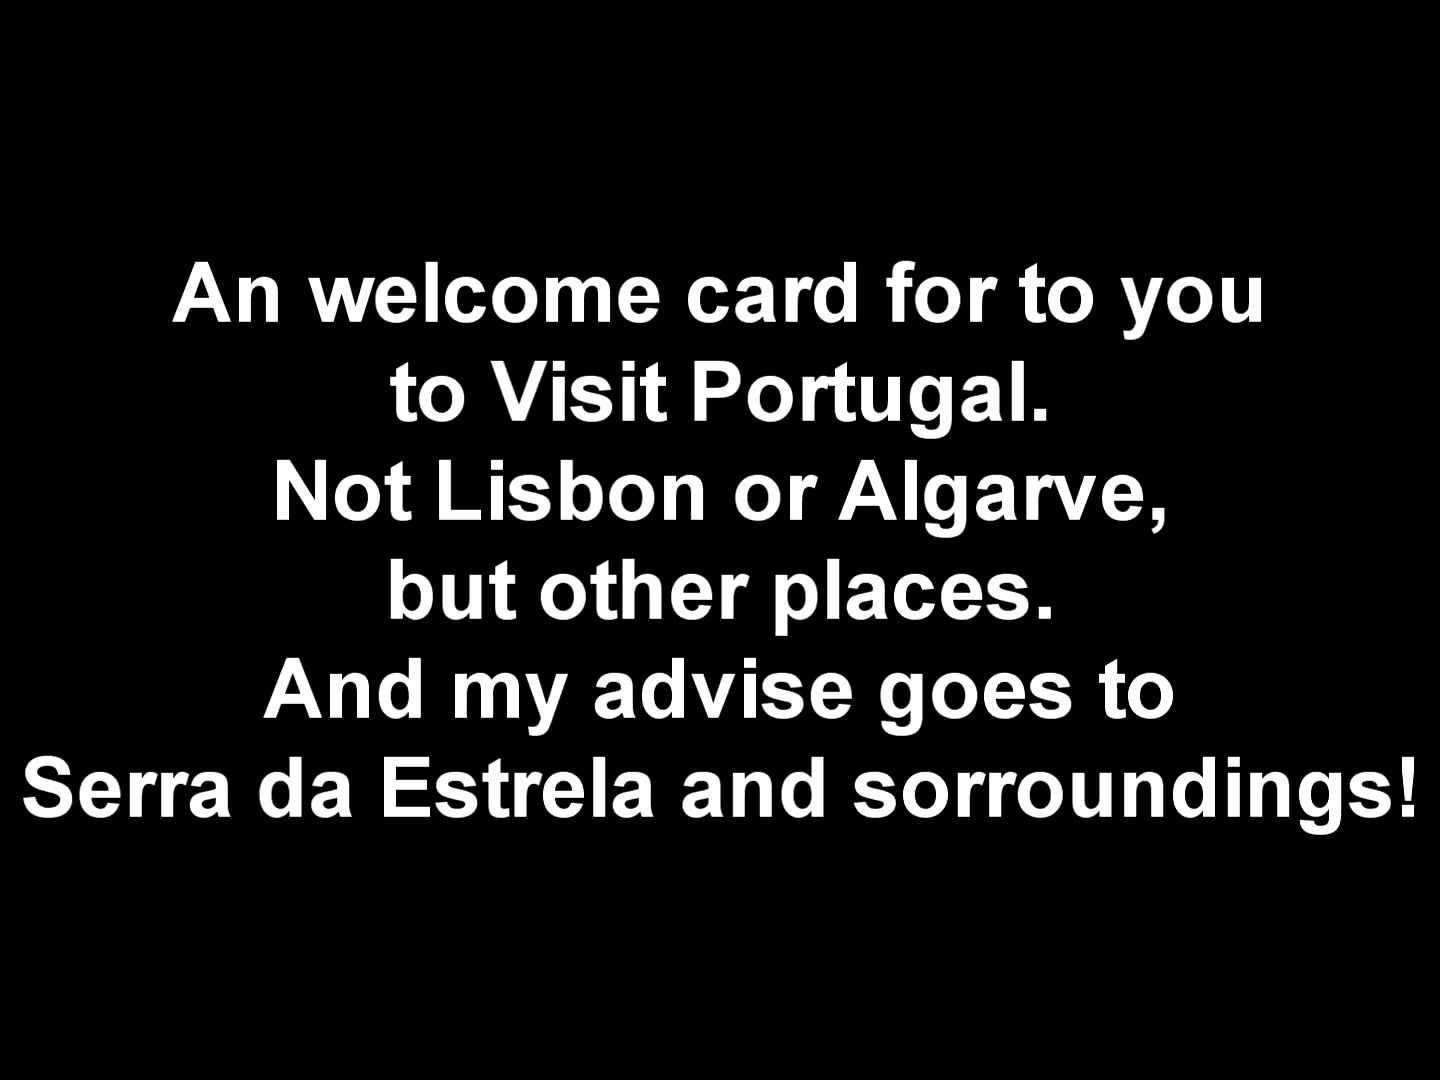 An welcome card for to you
to Visit Portugal.
Not Lisbon or Algarve,
but other places.
And my advise goes to
Serra da Estrela and sorroundings!